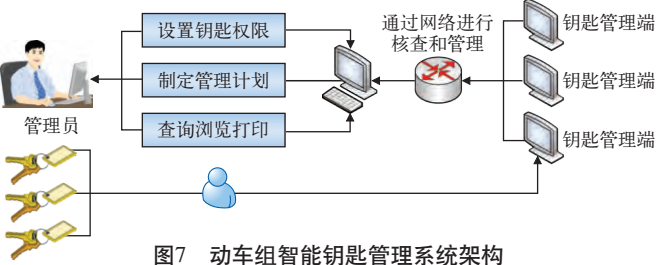 设置钥匙权限
通过网络进行
核查和管理
钥匙管理端
制定管理计划
钥匙管理端
管理员
查询浏览打印
钥匙管理端
图7 动车组智能钥匙管理系统架构